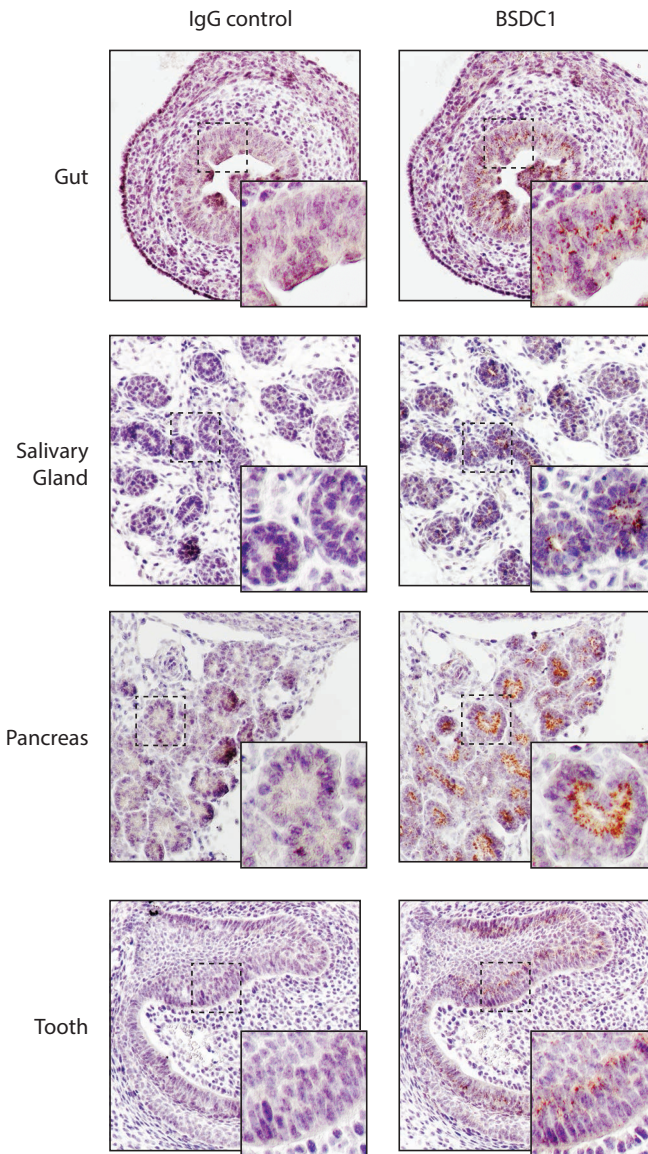 IgG control
BSDC1
Gut
Salivary
Gland
Pancreas
Tooth